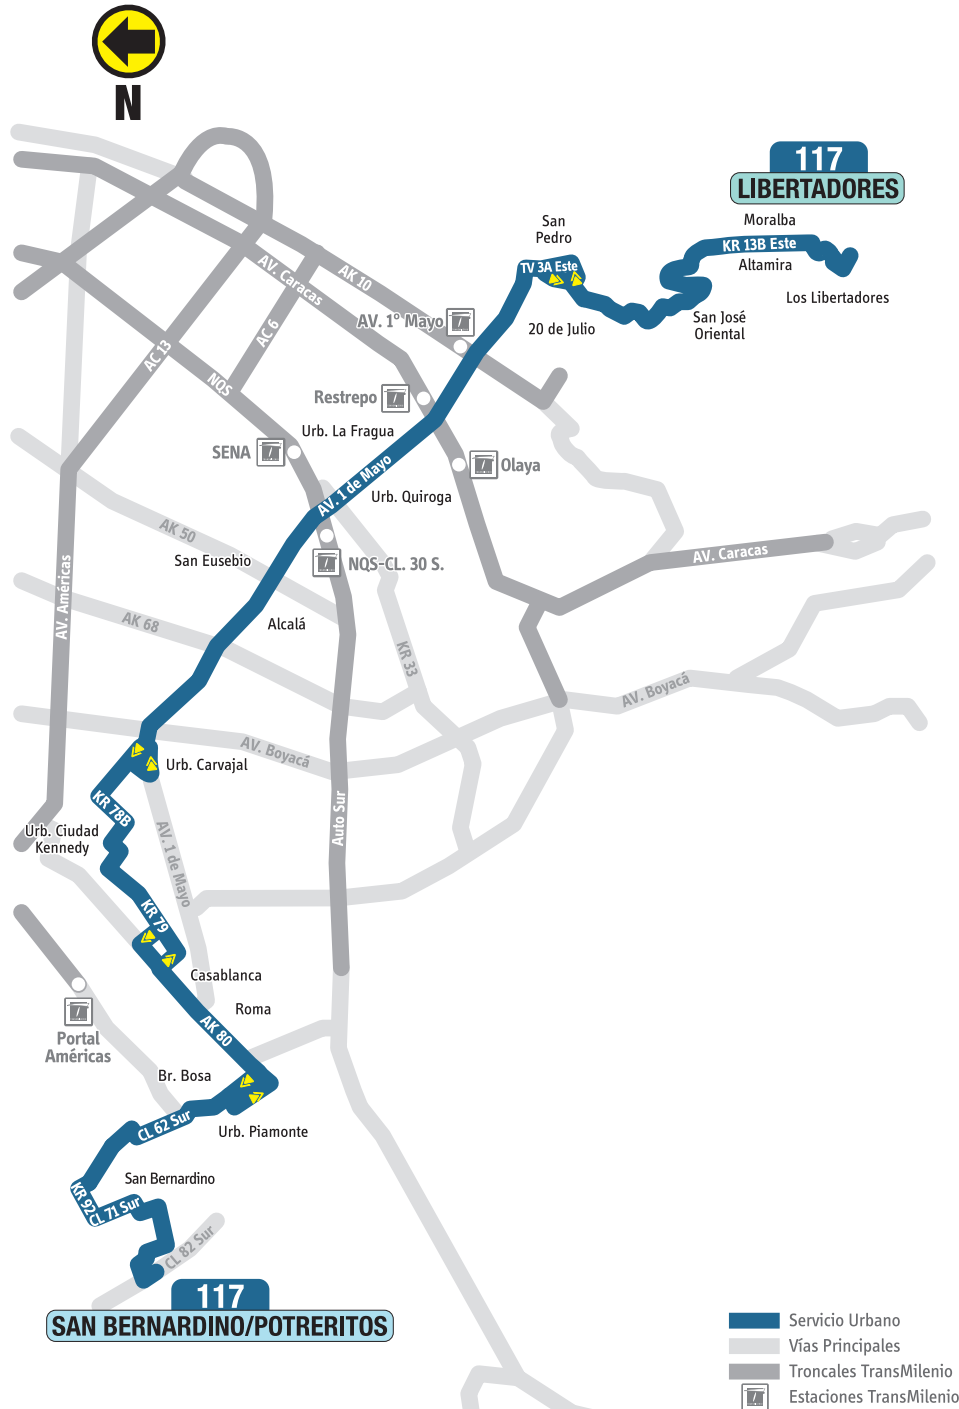 N
117
LIBERTADORES
Moralba
KR 13B Este
Altamira
Los Libertadores
San José
Oriental
San
Pedro
TV 3A Este
20 de Julio
AK 10
AV. Caracas
AV. 1° Mayo
AC 6
AC 13
NQS
Restrepo
Urb. La Fragua
SENA
Olaya
AV. 1 de Mayo
Urb. Quiroga
AK 50
San Eusebio
NQS-CL. 30 S.
AV. Caracas
AV. Américas
AK 68
Alcalá
KR 33
AV. Boyacá
AV. Boyacá
Urb. Carvajal
KR 78B
Urb. Ciudad
Kennedy
AV. 1 de Mayo
Auto Sur
KR 79
Casablanca
Roma
AK 80
Portal
Américas
Br. Bosa
CL 62 Sur
Urb. Piamonte
San Bernardino
KR 92
CL 71 Sur
CL 82 Sur
117
SAN BERNARDINO/POTRERITOS
Servicio Urbano
Vías Principales
Troncales TransMilenio
Estaciones TransMilenio